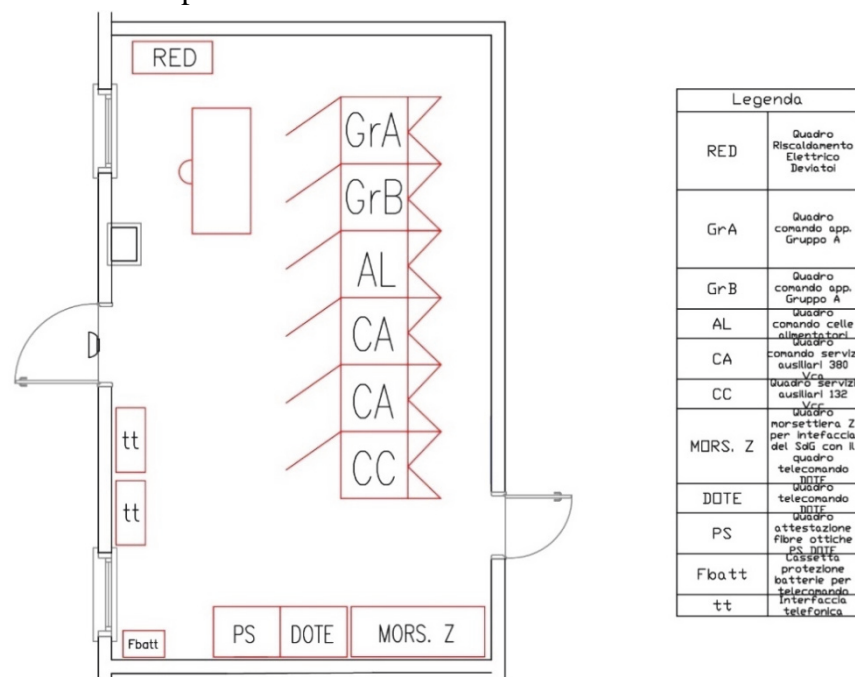 RED
GrA
GrB
AL
CA
CA
CC
tt
tt
Fbatt
PS
DOTE
MORS. Z
Legenda
RED
Quadro
Riscaldamento
Elettrico
Deviatoi
GrA
Quadro
comando app.
Gruppo A
GrB
Quadro
comando app.
Gruppo A
AL
Quadro
comando celle
alimentatori
CA
Quadro
comando servizi
ausiliari 380
Vca
CC
Quadro servizi
ausiliari 132
Vcc
MORS. Z
Quadro
morsettiera Z
per intefaccia
del SdG con il
quadro
telecomando
DOTE
DOTE
Quadro
telecomando
DOTE
PS
Quadro
attestazione
fibre ottiche
PS DOTE
Fbatt
Cassetta
protezione
batterie per
telecomando
tt
Interfaccia
telefonica